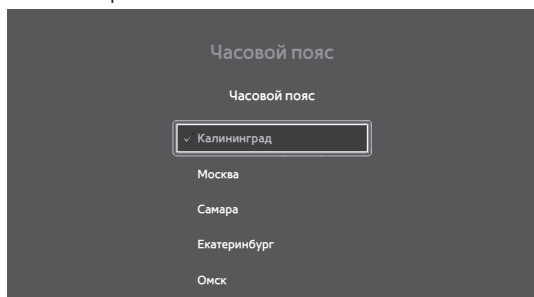 Часовой пояс
Часовой пояс
Калининград
Москва
Самара
Екатеринбург
Омск